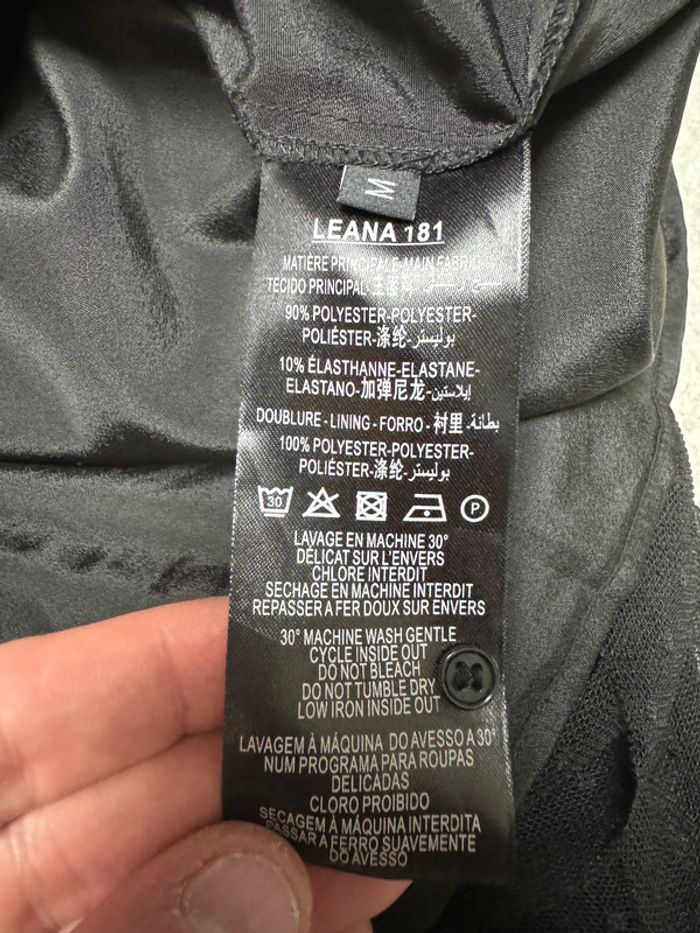 M
LEANA 181
MATIÈRE PRINCIPALE-MAIN FABRIC-
TECIDO PRINCIPAL-
90% POLYESTER-POLYESTER-
POLIÉSTER-涤纶-بوليستر
10% ÉLASTHANNE-ELASTANE-
ELASTANO-加弹尼龙-إيلاستين
DOUBLURE - LINING - FORRO - 衬里 - بطانة
100% POLYESTER-POLYESTER-
POLIÉSTER-涤纶-بوليستر
30 P
LAVAGE EN MACHINE 30°
DÉLICAT SUR L'ENVERS
CHLORE INTERDIT
SECHAGE EN MACHINE INTERDIT
REPASSER A FER DOUX SUR ENVERS
30° MACHINE WASH GENTLE
CYCLE INSIDE OUT
DO NOT BLEACH
DO NOT TUMBLE DRY
LOW IRON INSIDE OUT
LAVAGEM À MÁQUINA DO AVESSO A 30°
NUM PROGRAMA PARA ROUPAS
DELICADAS
CLORO PROIBIDO
SECAGEM À MÁQUINA INTERDITA
PASSAR A FERRO SUAVEMENTE
DO AVESSO